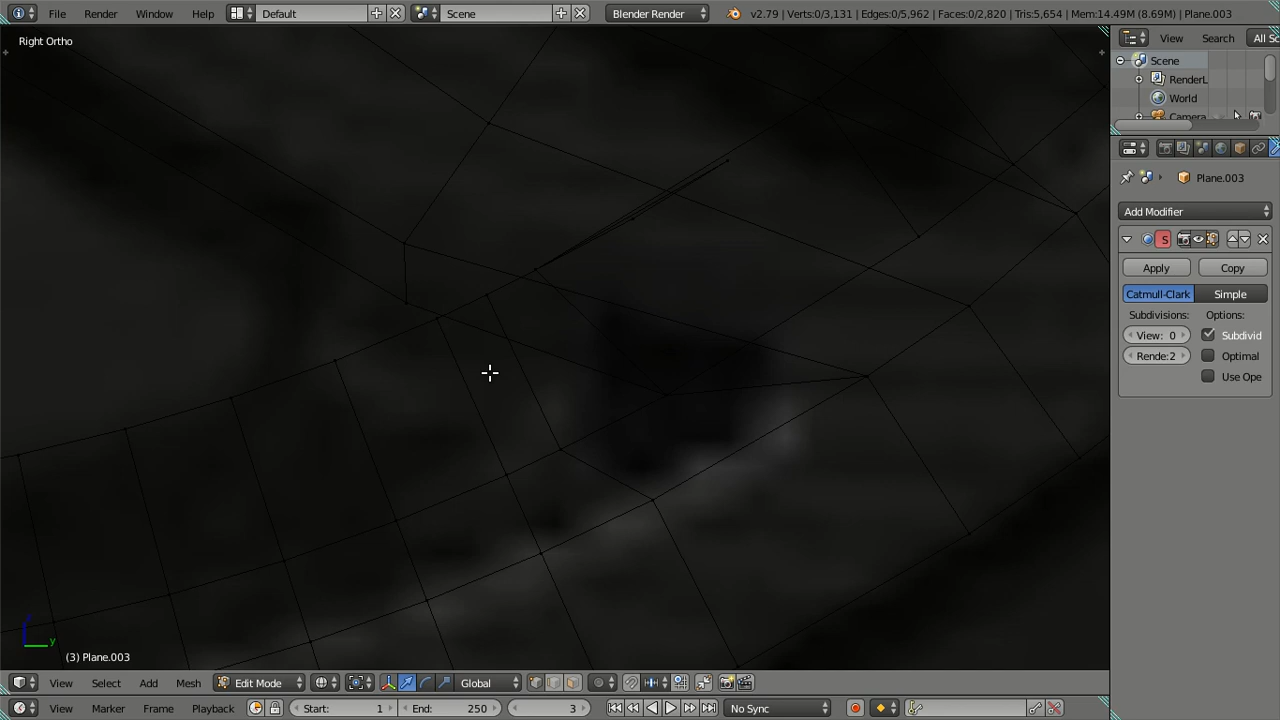 File Render Window Help Default Scene Blender Render v2.79 | Verts:0/3,131 | Edges:0/5,962 | Faces:0/2,820 | Tris:5,654 | Mem:14.49M (8.69M) | Plane.003
Right Ortho
View Search All Sc
Scene
RenderL
World
Camera
Plane.003
Add Modifier
S
Apply Copy
Catmull-Clark Simple
Subdivisions: Options:
View: 0 Subdivid
Rende:2 Optimal
Use Ope
z
y
(3) Plane.003
View Select Add Mesh Edit Mode Global
View Marker Frame Playback Start: 1 End: 250 3 No Sync